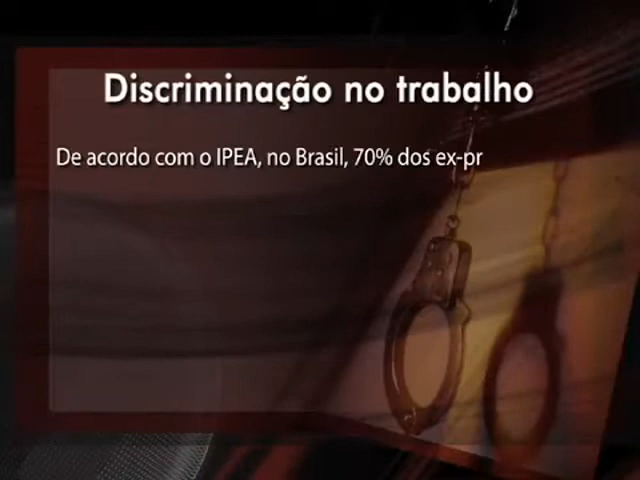 Discriminação no trabalho
De acordo com o IPEA, no Brasil, 70% dos ex-pr